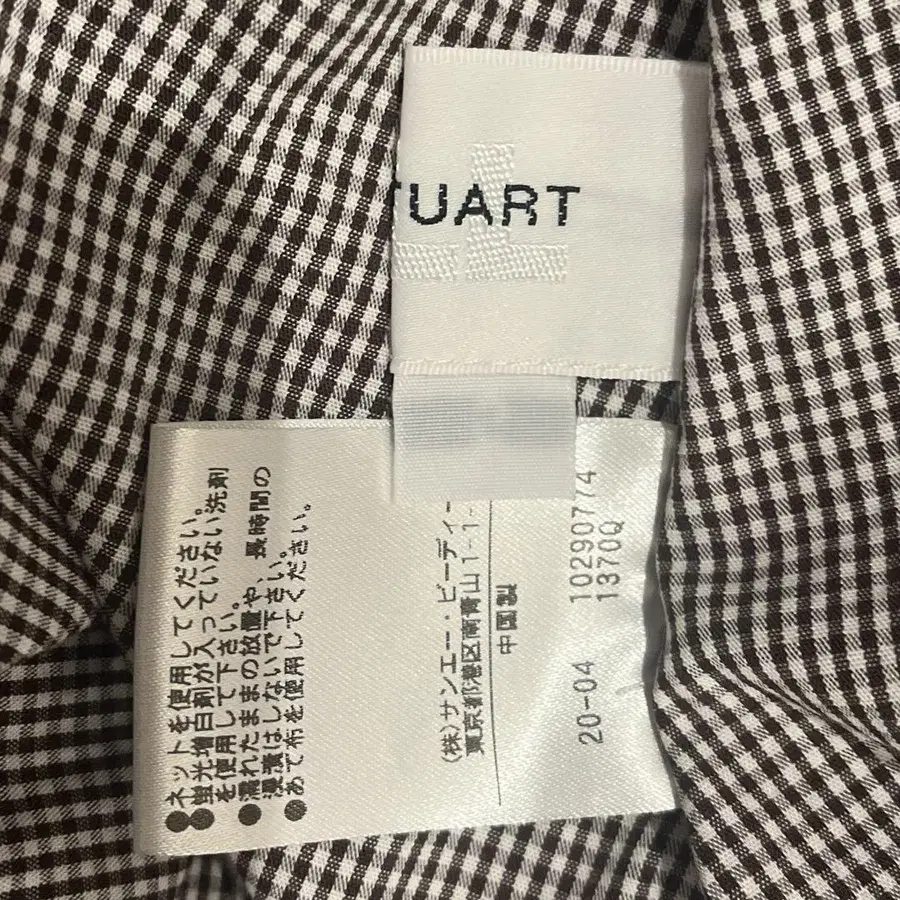 TUART
●ネットを使用してください。
●蛍光増白剤が入っていない洗剤
を使用して下さい。
●濡れたままの放置や、長時間の
浸漬はしないで下さい。
●あて布を使用してください。
(株)サンエー・ビーディー
東京都港区南青山1-1-
中国製
20-04
10290774
1370Q